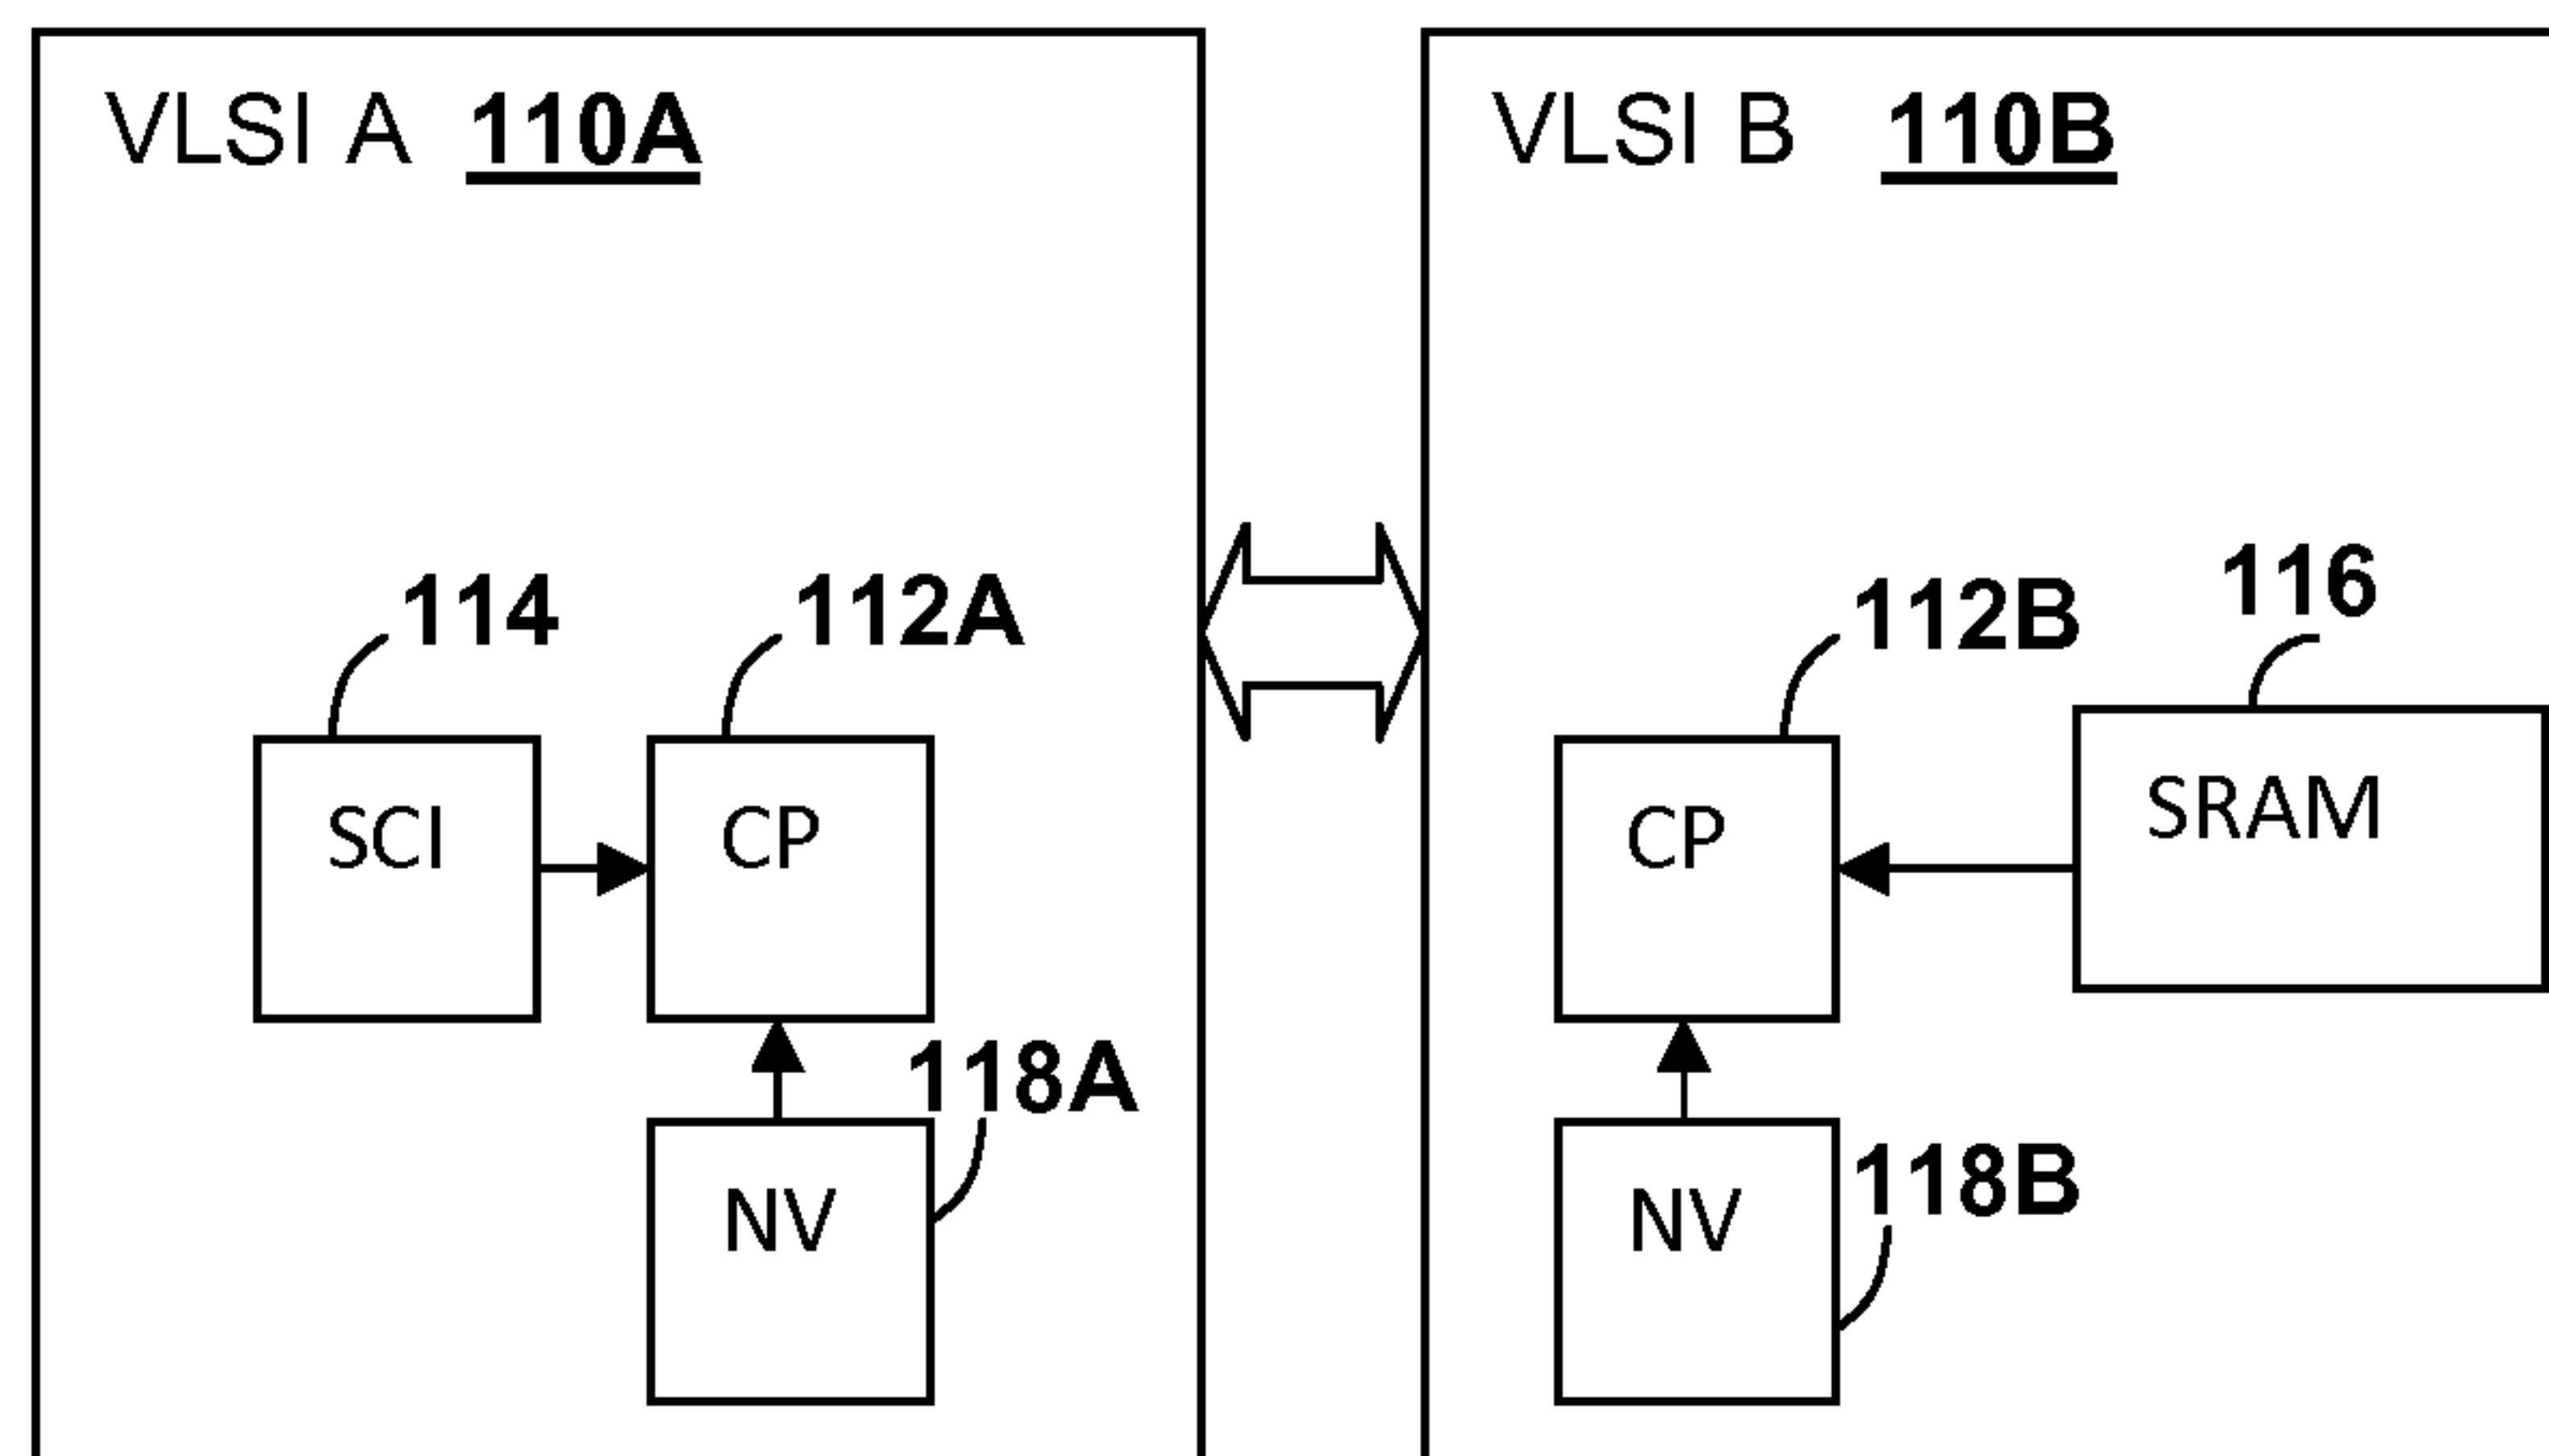 VLSI A 110A
VLSI B 110B
114
112A
112B
116
SCI
CP
CP
SRAM
118A
NV
NV
118B